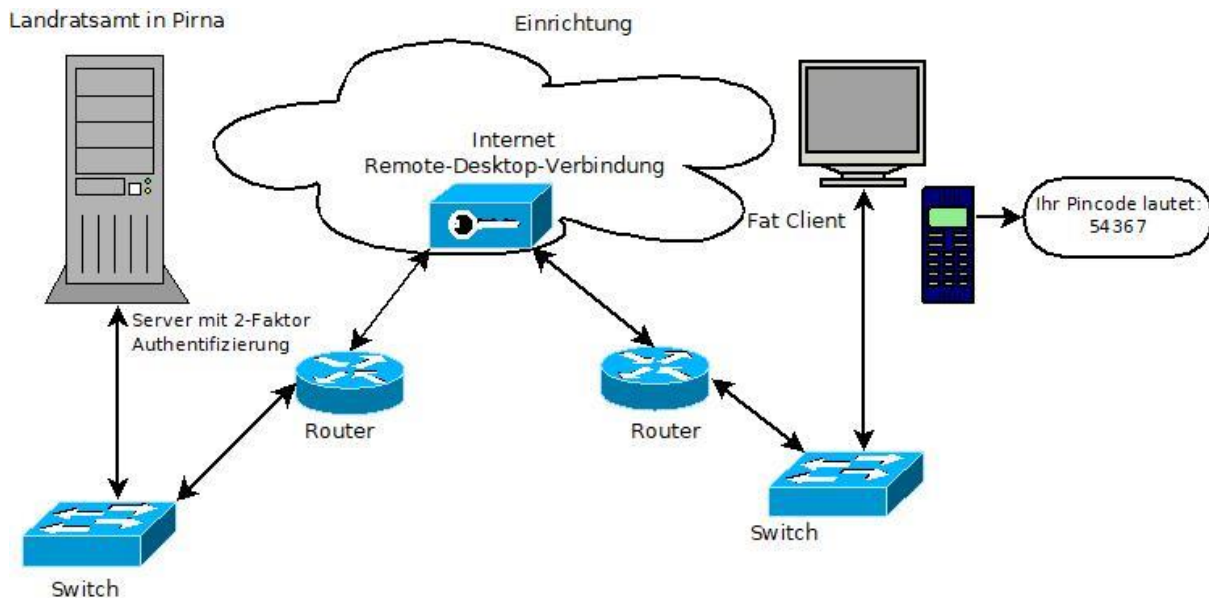 Landratsamt in Pirna
Einrichtung
Internet
Remote-Desktop-Verbindung
Fat Client
Ihr Pincode lautet:
54367
Server mit 2-Faktor
Authentifizierung
Router
Router
Switch
Switch